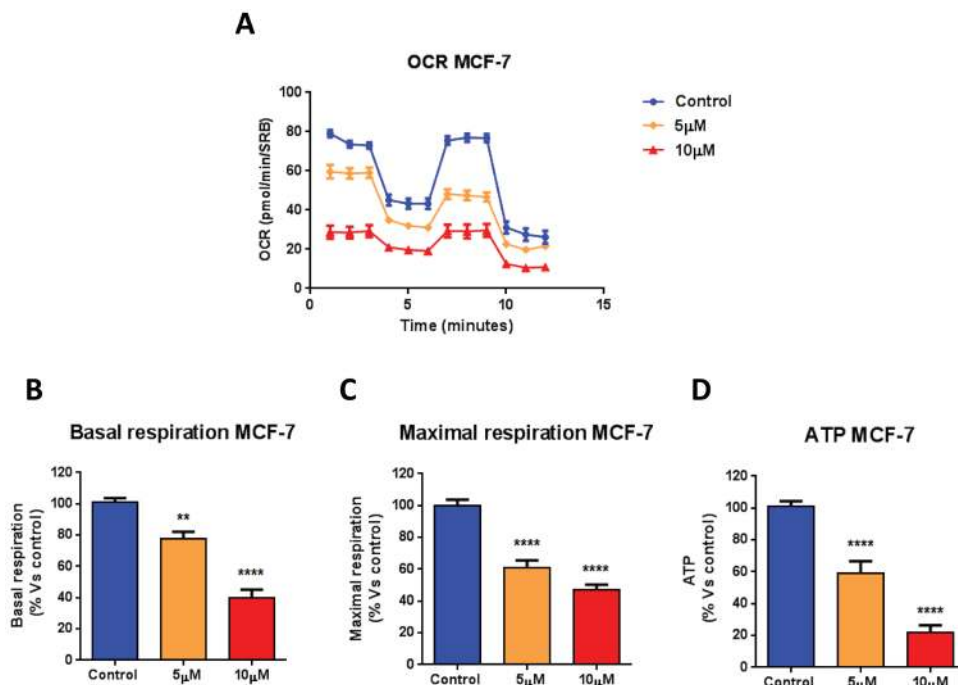 A
OCR MCF-7
OCR (pmol/min/SRB)
100
80
60
40
20
0
0 5 10 15
Time (minutes)
Control
5μM
10μM
B
Basal respiration MCF-7
Basal respiration
(% Vs control)
120
100
80
60
40
20
0
**
****
Control 5μM 10μM
C
Maximal respiration MCF-7
Maximal respiration
(% Vs control)
120
100
80
60
40
20
0
****
****
Control 5μM 10μM
D
ATP MCF-7
ATP
(% Vs control)
120
100
80
60
40
20
0
****
****
Control 5μM 10μM